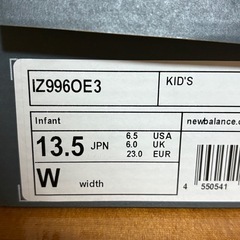 IZ996OE3
KID'S
Infant
newbalance.c
13.5 JPN
6.5 USA
6.0 UK
23.0 EUR
W width
4 550541